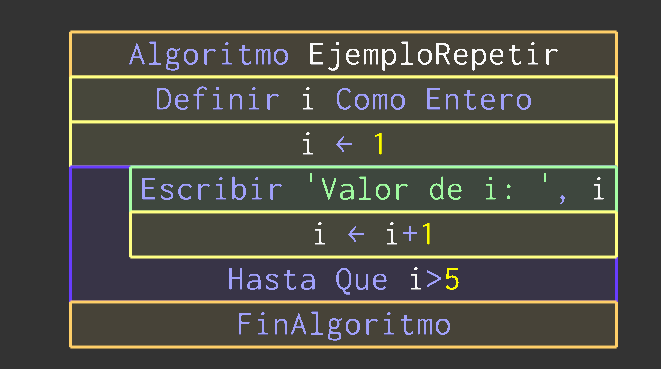 Algoritmo EjemploRepetir
Definir i Como Entero
i ← 1
Escribir 'Valor de i: ', i
i ← i+1
Hasta Que i>5
FinAlgoritmo